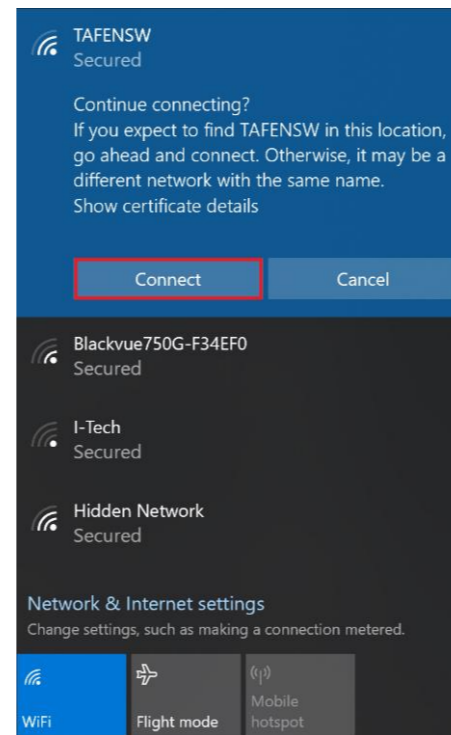 TAFENSW
Secured
Continue connecting?
If you expect to find TAFENSW in this location,
go ahead and connect. Otherwise, it may be a
different network with the same name.
Show certificate details
Connect
Cancel
Blackvue750G-F34EF0
Secured
I-Tech
Secured
Hidden Network
Secured
Network & Internet settings
Change settings, such as making a connection metered.
WiFi
Flight mode
Mobile
hotspot